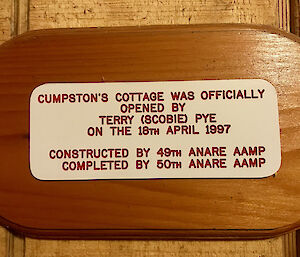 CUMPSTON'S COTTAGE WAS OFFICIALLY
OPENED BY
TERRY (SCOBIE) PYE
ON THE 18TH APRIL 1997
CONSTRUCTED BY 49TH ANARE AAMP
COMPLETED BY 50TH ANARE AAMP